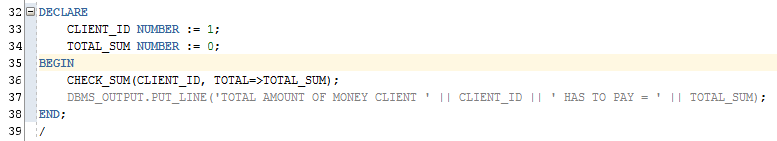 32 DECLARE
33 CLIENT_ID NUMBER := 1;
34 TOTAL_SUM NUMBER := 0;
35 BEGIN
36 CHECK_SUM(CLIENT_ID, TOTAL=>TOTAL_SUM);
37 DBMS_OUTPUT.PUT_LINE('TOTAL AMOUNT OF MONEY CLIENT ' || CLIENT_ID || ' HAS TO PAY = ' || TOTAL_SUM);
38 END;
39 /